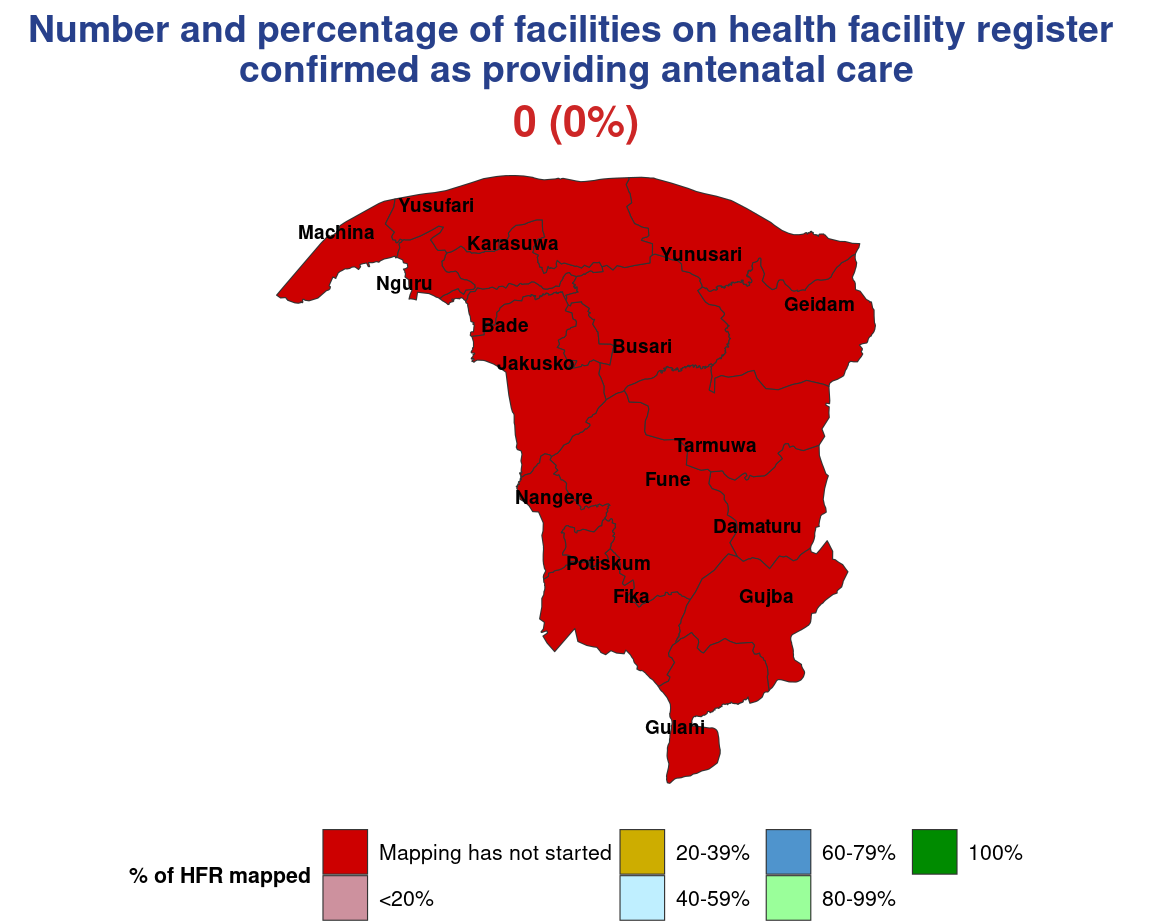 Number and percentage of facilities on health facility register
confirmed as providing antenatal care
0 (0%)
Yusufari
Machina
Karasuwa
Yunusari
Nguru
Geidam
Bade
Busari
Jakusko
Tarmuwa
Fune
Nangere
Damaturu
Potiskum
Fika
Gujba
Gulani
% of HFR mapped
Mapping has not started
<20%
20-39%
40-59%
60-79%
80-99%
100%